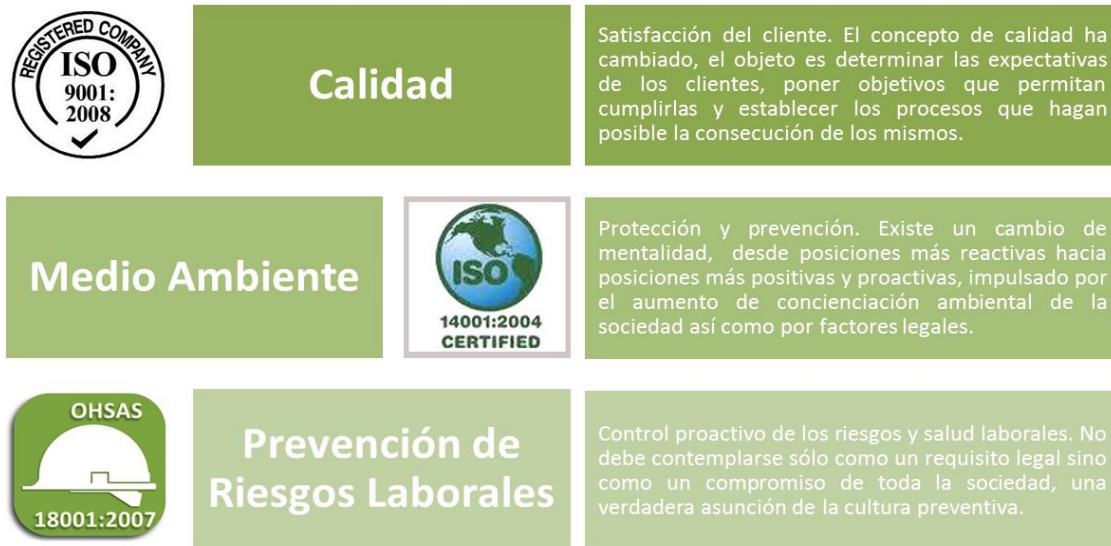 REGISTERED COMPANY
ISO
9001:
2008
Calidad
Satisfacción del cliente. El concepto de calidad ha
cambiado, el objeto es determinar las expectativas
de los clientes, poner objetivos que permitan
cumplirlas y establecer los procesos que hagan
posible la consecución de los mismos.
Medio Ambiente
ISO
14001:2004
CERTIFIED
Protección y prevención. Existe un cambio de
mentalidad, desde posiciones más reactivas hacia
posiciones más positivas y proactivas, impulsado por
el aumento de concienciación ambiental de la
sociedad así como por factores legales.
OHSAS
18001:2007
Prevención de
Riesgos Laborales
Control proactivo de los riesgos y salud laborales. No
debe contemplarse sólo como un requisito legal sino
como un compromiso de toda la sociedad, una
verdadera asunción de la cultura preventiva.